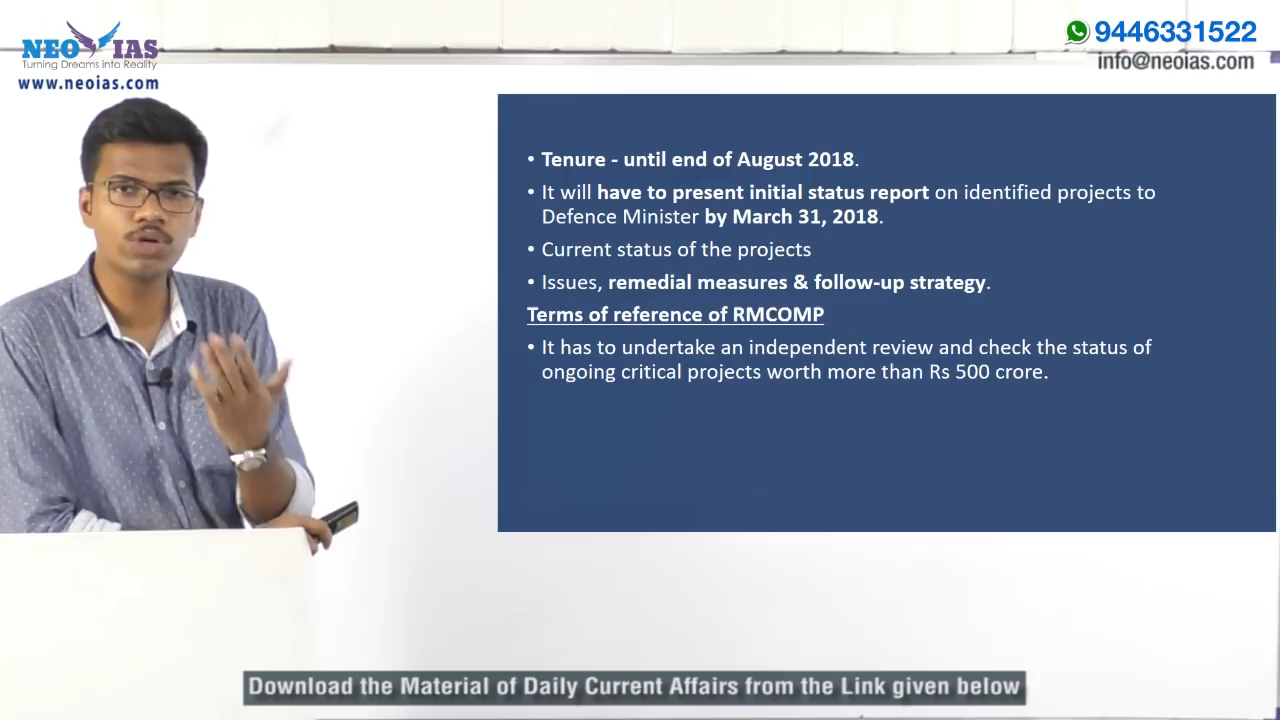 NEO IAS
Turning Dreams into Reality
www.neoias.com
9446331522
info@neoias.com
• Tenure - until end of August 2018.
• It will have to present initial status report on identified projects to
Defence Minister by March 31, 2018.
• Current status of the projects
• Issues, remedial measures & follow-up strategy.
Terms of reference of RMCOMP
• It has to undertake an independent review and check the status of
ongoing critical projects worth more than Rs 500 crore.
Download the Material of Daily Current Affairs from the Link given below